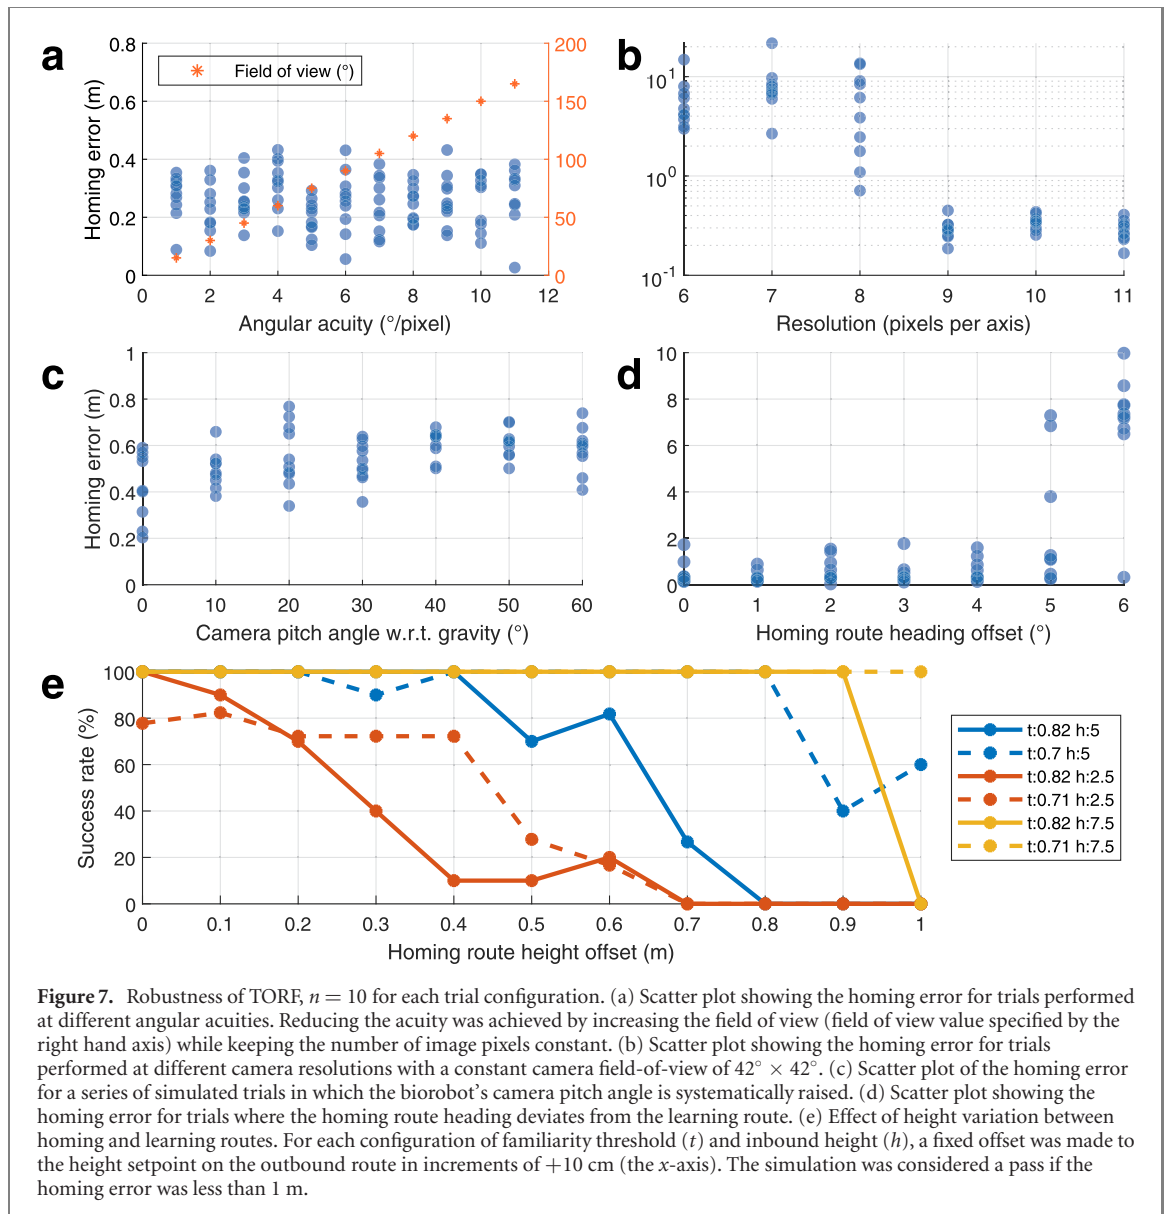 a
0.8
0.6
0.4
0.2
0
Homing error (m)
Field of view (°)
200
150
100
50
0
0 2 4 6 8 10 12
Angular acuity (°/pixel)
b
10¹
10⁰
10⁻¹
6 7 8 9 10 11
Resolution (pixels per axis)
c
1
0.8
0.6
0.4
0.2
0
Homing error (m)
0 10 20 30 40 50 60
Camera pitch angle w.r.t. gravity (°)
d
10
8
6
4
2
0
0 1 2 3 4 5 6
Homing route heading offset (°)
e
100
80
60
40
20
0
Success rate (%)
0 0.1 0.2 0.3 0.4 0.5 0.6 0.7 0.8 0.9 1
Homing route height offset (m)
t:0.82 h:5
t:0.7 h:5
t:0.82 h:2.5
t:0.71 h:2.5
t:0.82 h:7.5
t:0.71 h:7.5
Figure 7. Robustness of TORF, n = 10 for each trial configuration. (a) Scatter plot showing the homing error for trials performed
at different angular acuities. Reducing the acuity was achieved by increasing the field of view (field of view value specified by the
right hand axis) while keeping the number of image pixels constant. (b) Scatter plot showing the homing error for trials
performed at different camera resolutions with a constant camera field-of-view of 42° × 42°. (c) Scatter plot of the homing error
for a series of simulated trials in which the biorobot's camera pitch angle is systematically raised. (d) Scatter plot showing the
homing error for trials where the homing route heading deviates from the learning route. (e) Effect of height variation between
homing and learning routes. For each configuration of familiarity threshold (t) and inbound height (h), a fixed offset was made to
the height setpoint on the outbound route in increments of +10 cm (the x-axis). The simulation was considered a pass if the
homing error was less than 1 m.